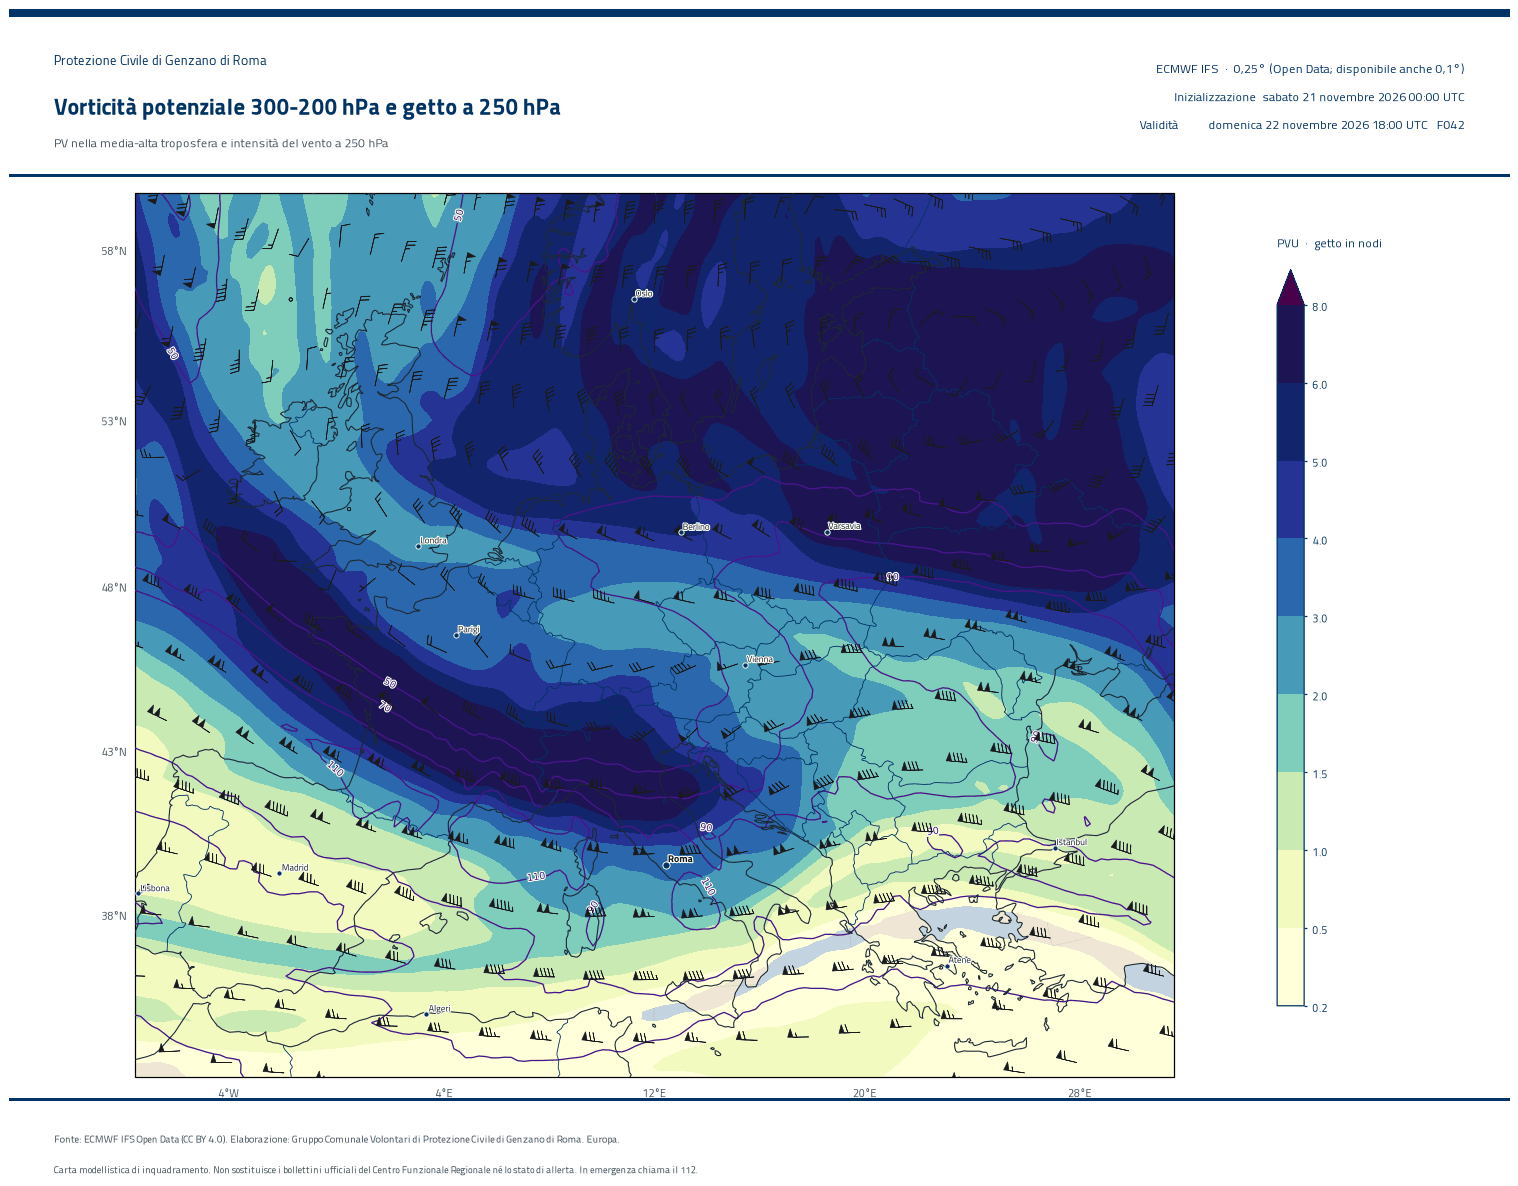 Protezione Civile di Genzano di Roma
Vorticità potenziale 300-200 hPa e getto a 250 hPa
PV nella media-alta troposfera e intensità del vento a 250 hPa
ECMWF IFS · 0,25° (Open Data; disponibile anche 0,1°)
Inizializzazione sabato 21 novembre 2026 00:00 UTC
Validità domenica 22 novembre 2026 18:00 UTC F042
PVU · getto in nodi
8.0
6.0
5.0
4.0
3.0
2.0
1.5
1.0
0.5
0.2
58°N
53°N
48°N
43°N
38°N
4°W
4°E
12°E
20°E
28°E
50
50
Oslo
Londra
Berlino
Varsavia
90
Parigi
Vienna
50
70
110
90
90
Istanbul
Roma
Madrid
110
110
Lisbona
Atene
Algeri
Fonte: ECMWF IFS Open Data (CC BY 4.0). Elaborazione: Gruppo Comunale Volontari di Protezione Civile di Genzano di Roma. Europa.
Carta modellistica di inquadramento. Non sostituisce i bollettini ufficiali del Centro Funzionale Regionale né lo stato di allerta. In emergenza chiama il 112.